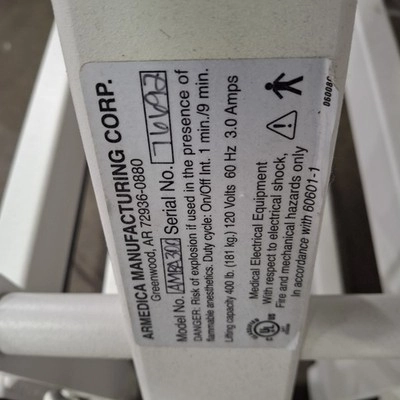 ARMEDICA MANUFACTURING CORP.
Greenwood, AR 72936-0880
Model No. AMBA300 Serial No. 76492
DANGER: Risk of explosion if used in the presence of
flammable anesthetics. Duty cycle: On/Off Int. 1 min./9 min.
Lifting capacity 400 lb. (181 kg.) 120 Volts 60 Hz 3.0 Amps
Medical Electrical Equipment
With respect to electrical shock,
Fire and mechanical hazards only
In accordance with 60601-1
UL